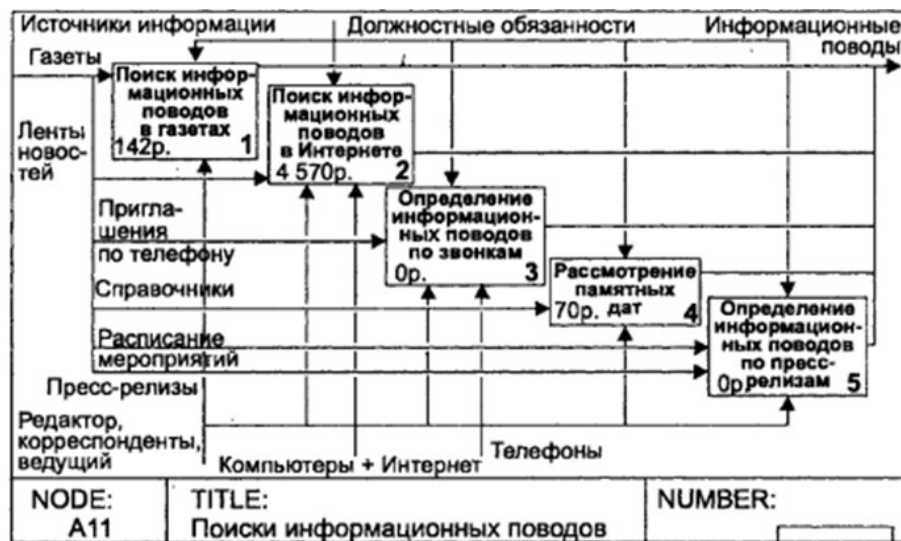 Источники информации
Должностные обязанности
Информационные
поводы
Газеты
Поиск инфор-
мационных
поводов
в газетах
142р. 1
Поиск инфор-
мационных
поводов
в Интернете
4 570р. 2
Ленты
новос-
тей
Определение
информацион-
ных поводов
по звонкам
0р. 3
Пригла-
шения
по телефону
Рассмотрение
памятных
дат
70р. 4
Справочники
Определение
информацион-
ных поводов
по пресс-
релизам
0р. 5
Расписание
мероприятий
Пресс-релизы
Редактор,
корреспонденты,
ведущий
Компьютеры + Интернет
Телефоны
NODE:
A11
TITLE:
Поиски информационных поводов
NUMBER: